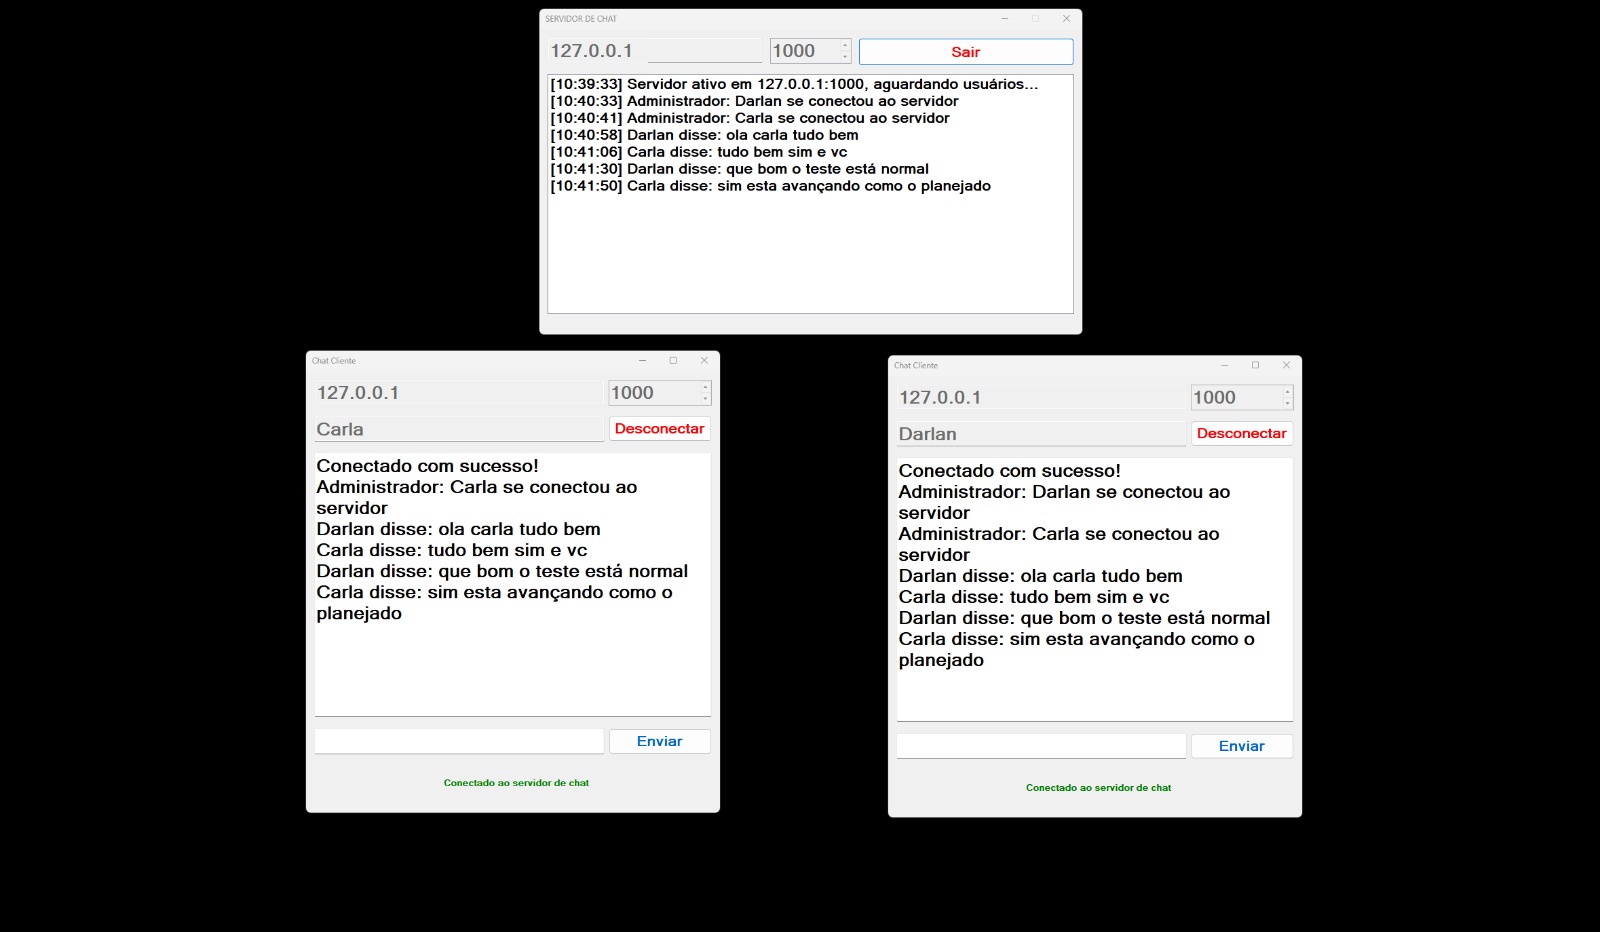 SERVIDOR DE CHAT
127.0.0.1 1000 Sair
[10:39:33] Servidor ativo em 127.0.0.1:1000, aguardando usuários...
[10:40:33] Administrador: Darlan se conectou ao servidor
[10:40:41] Administrador: Carla se conectou ao servidor
[10:40:58] Darlan disse: ola carla tudo bem
[10:41:06] Carla disse: tudo bem sim e vc
[10:41:30] Darlan disse: que bom o teste está normal
[10:41:50] Carla disse: sim esta avançando como o planejado
Chat Cliente
127.0.0.1 1000
Carla Desconectar
Conectado com sucesso!
Administrador: Carla se conectou ao
servidor
Darlan disse: ola carla tudo bem
Carla disse: tudo bem sim e vc
Darlan disse: que bom o teste está normal
Carla disse: sim esta avançando como o
planejado
Enviar
Conectado ao servidor de chat
Chat Cliente
127.0.0.1 1000
Darlan Desconectar
Conectado com sucesso!
Administrador: Darlan se conectou ao
servidor
Administrador: Carla se conectou ao
servidor
Darlan disse: ola carla tudo bem
Carla disse: tudo bem sim e vc
Darlan disse: que bom o teste está normal
Carla disse: sim esta avançando como o
planejado
Enviar
Conectado ao servidor de chat